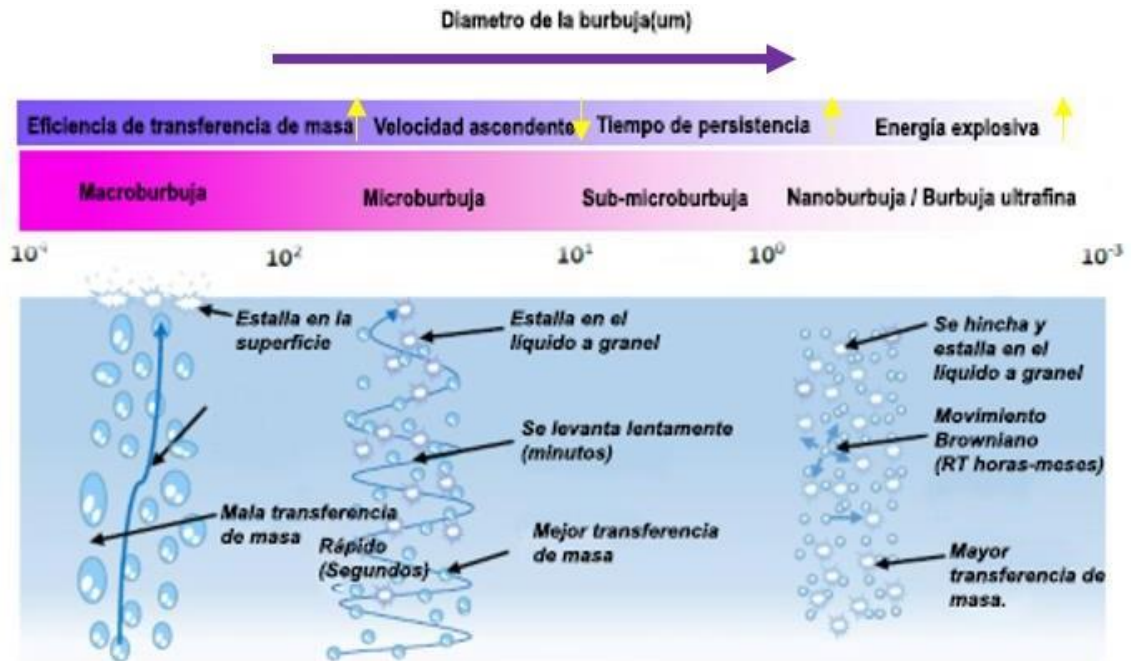 Diametro de la burbuja(um)
Eficiencia de transferencia de masa Velocidad ascendente Tiempo de persistencia Energía explosiva
Macroburbuja Microburbuja Sub-microburbuja Nanoburbuja / Burbuja ultrafina
10⁴ 10² 10¹ 10⁰ 10⁻³
Estalla en la
superficie
Mala transferencia
de masa
Rápido
(Segundos)
Estalla en el
líquido a granel
Se levanta lentamente
(minutos)
Mejor transferencia
de masa
Se hincha y
estalla en el
líquido a granel
Movimiento
Browniano
(RT horas-meses)
Mayor
transferencia de
masa.